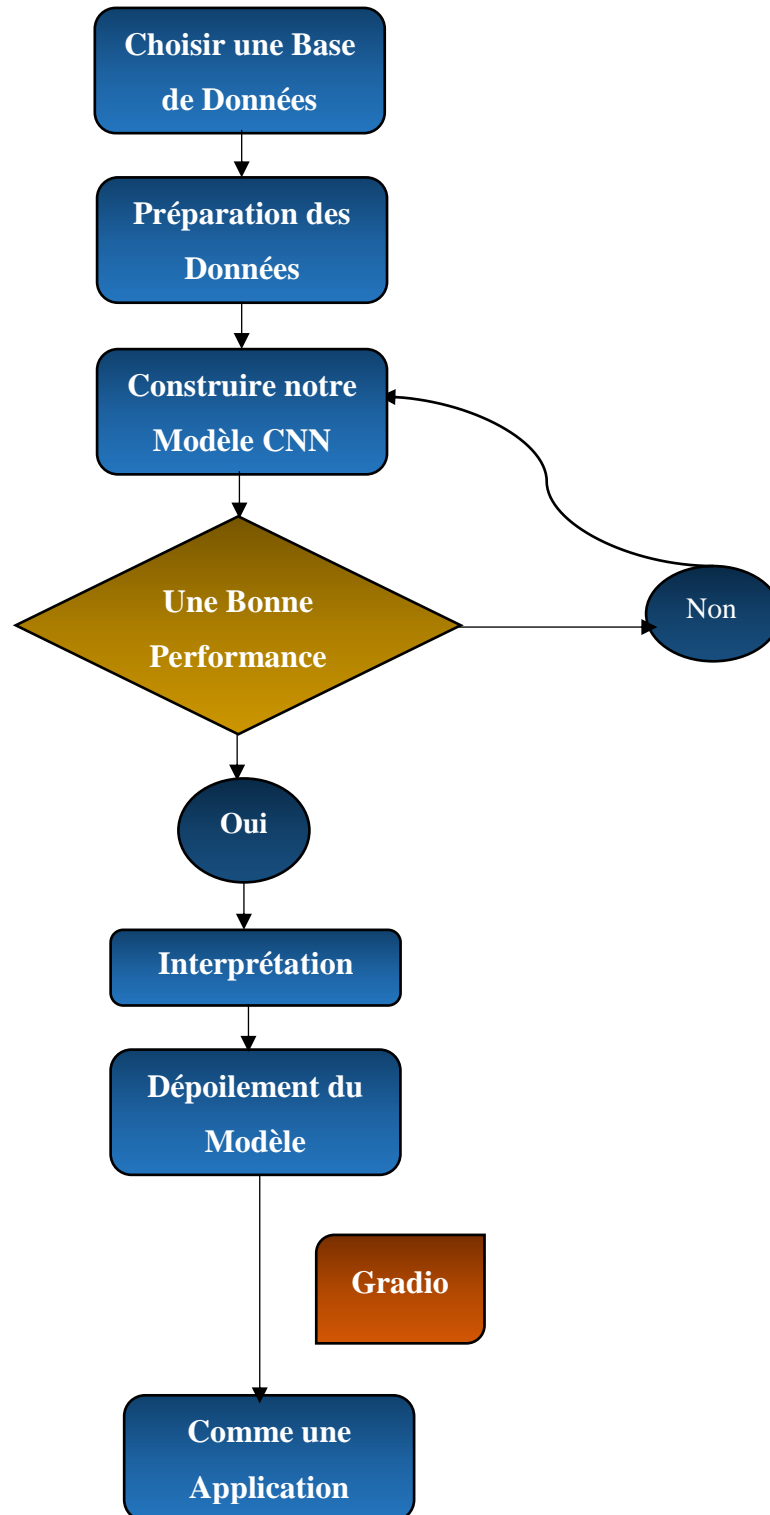 Choisir une Base
de Données
Préparation des
Données
Construire notre
Modèle CNN
Une Bonne
Performance
Non
Oui
Interprétation
Dépoilement du
Modèle
Gradio
Comme une
Application